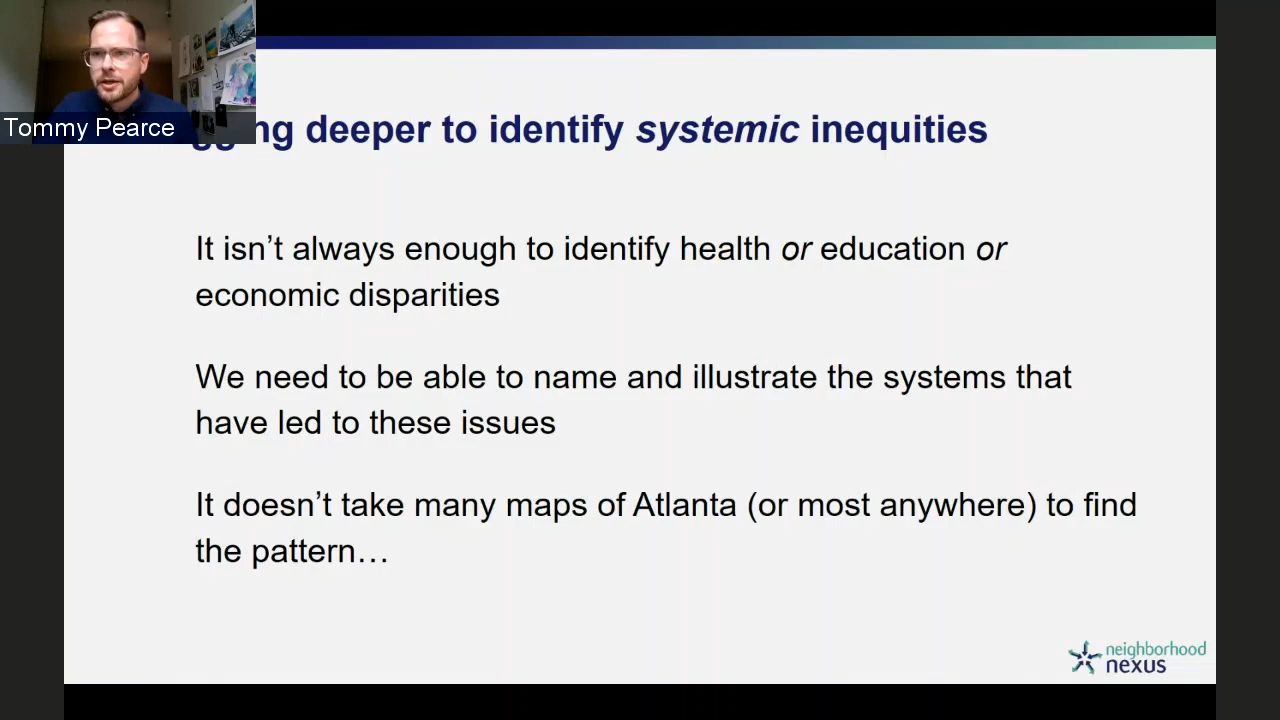 Tommy Pearce
deeper to identify systemic inequities
It isn’t always enough to identify health or education or
economic disparities
We need to be able to name and illustrate the systems that
have led to these issues
It doesn’t take many maps of Atlanta (or most anywhere) to find
the pattern…
neighborhood
nexus